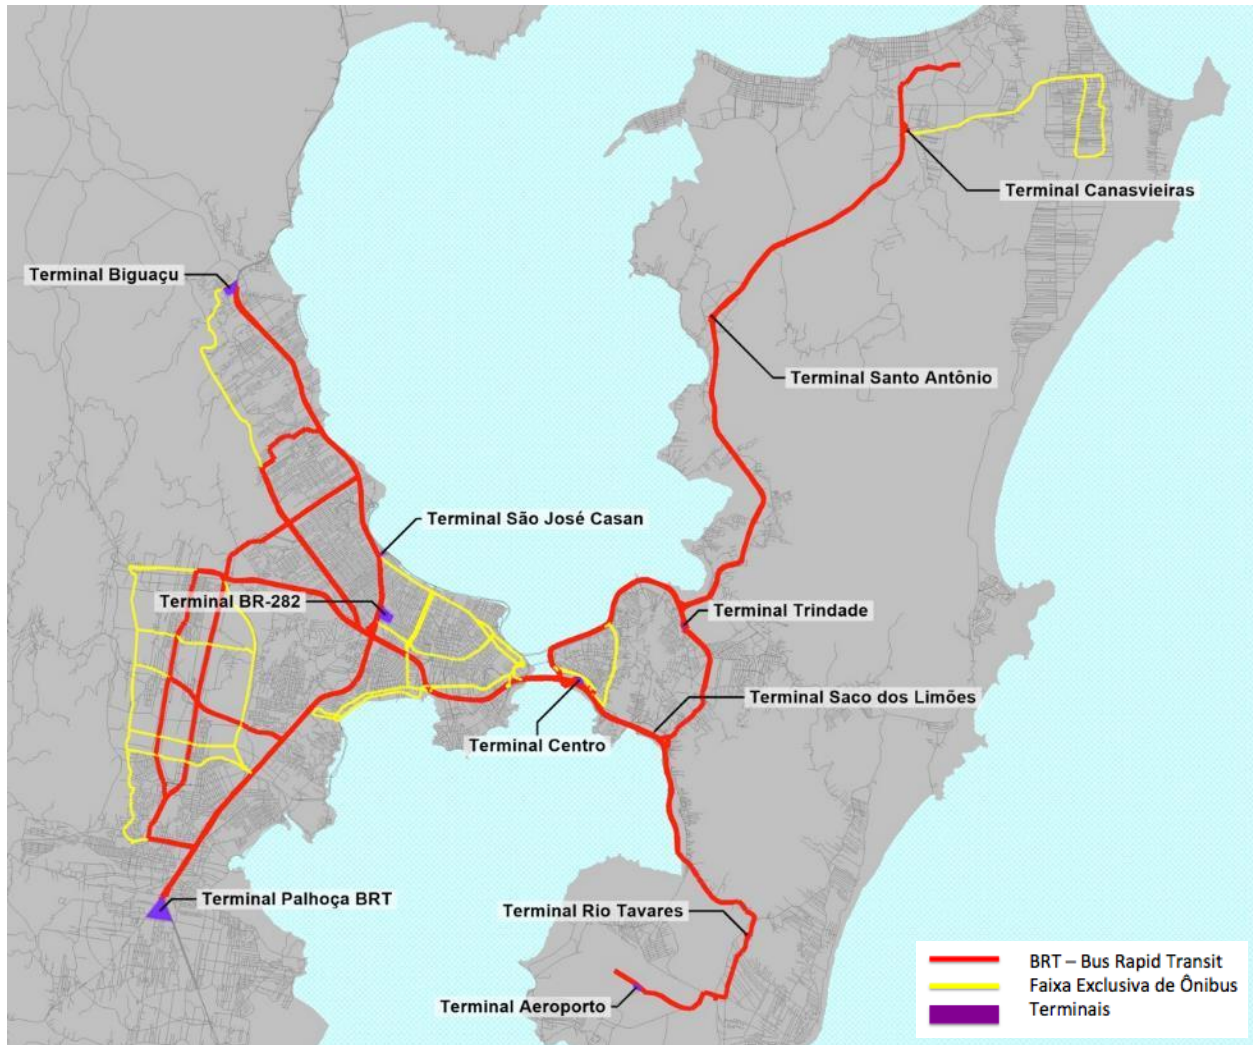 Terminal Canasvieiras
Terminal Biguaçu
Terminal Santo Antônio
Terminal São José Casan
Terminal BR-282
Terminal Trindade
Terminal Saco dos Limões
Terminal Centro
Terminal Palhoça BRT
Terminal Rio Tavares
Terminal Aeroporto
BRT – Bus Rapid Transit
Faixa Exclusiva de Ônibus
Terminais